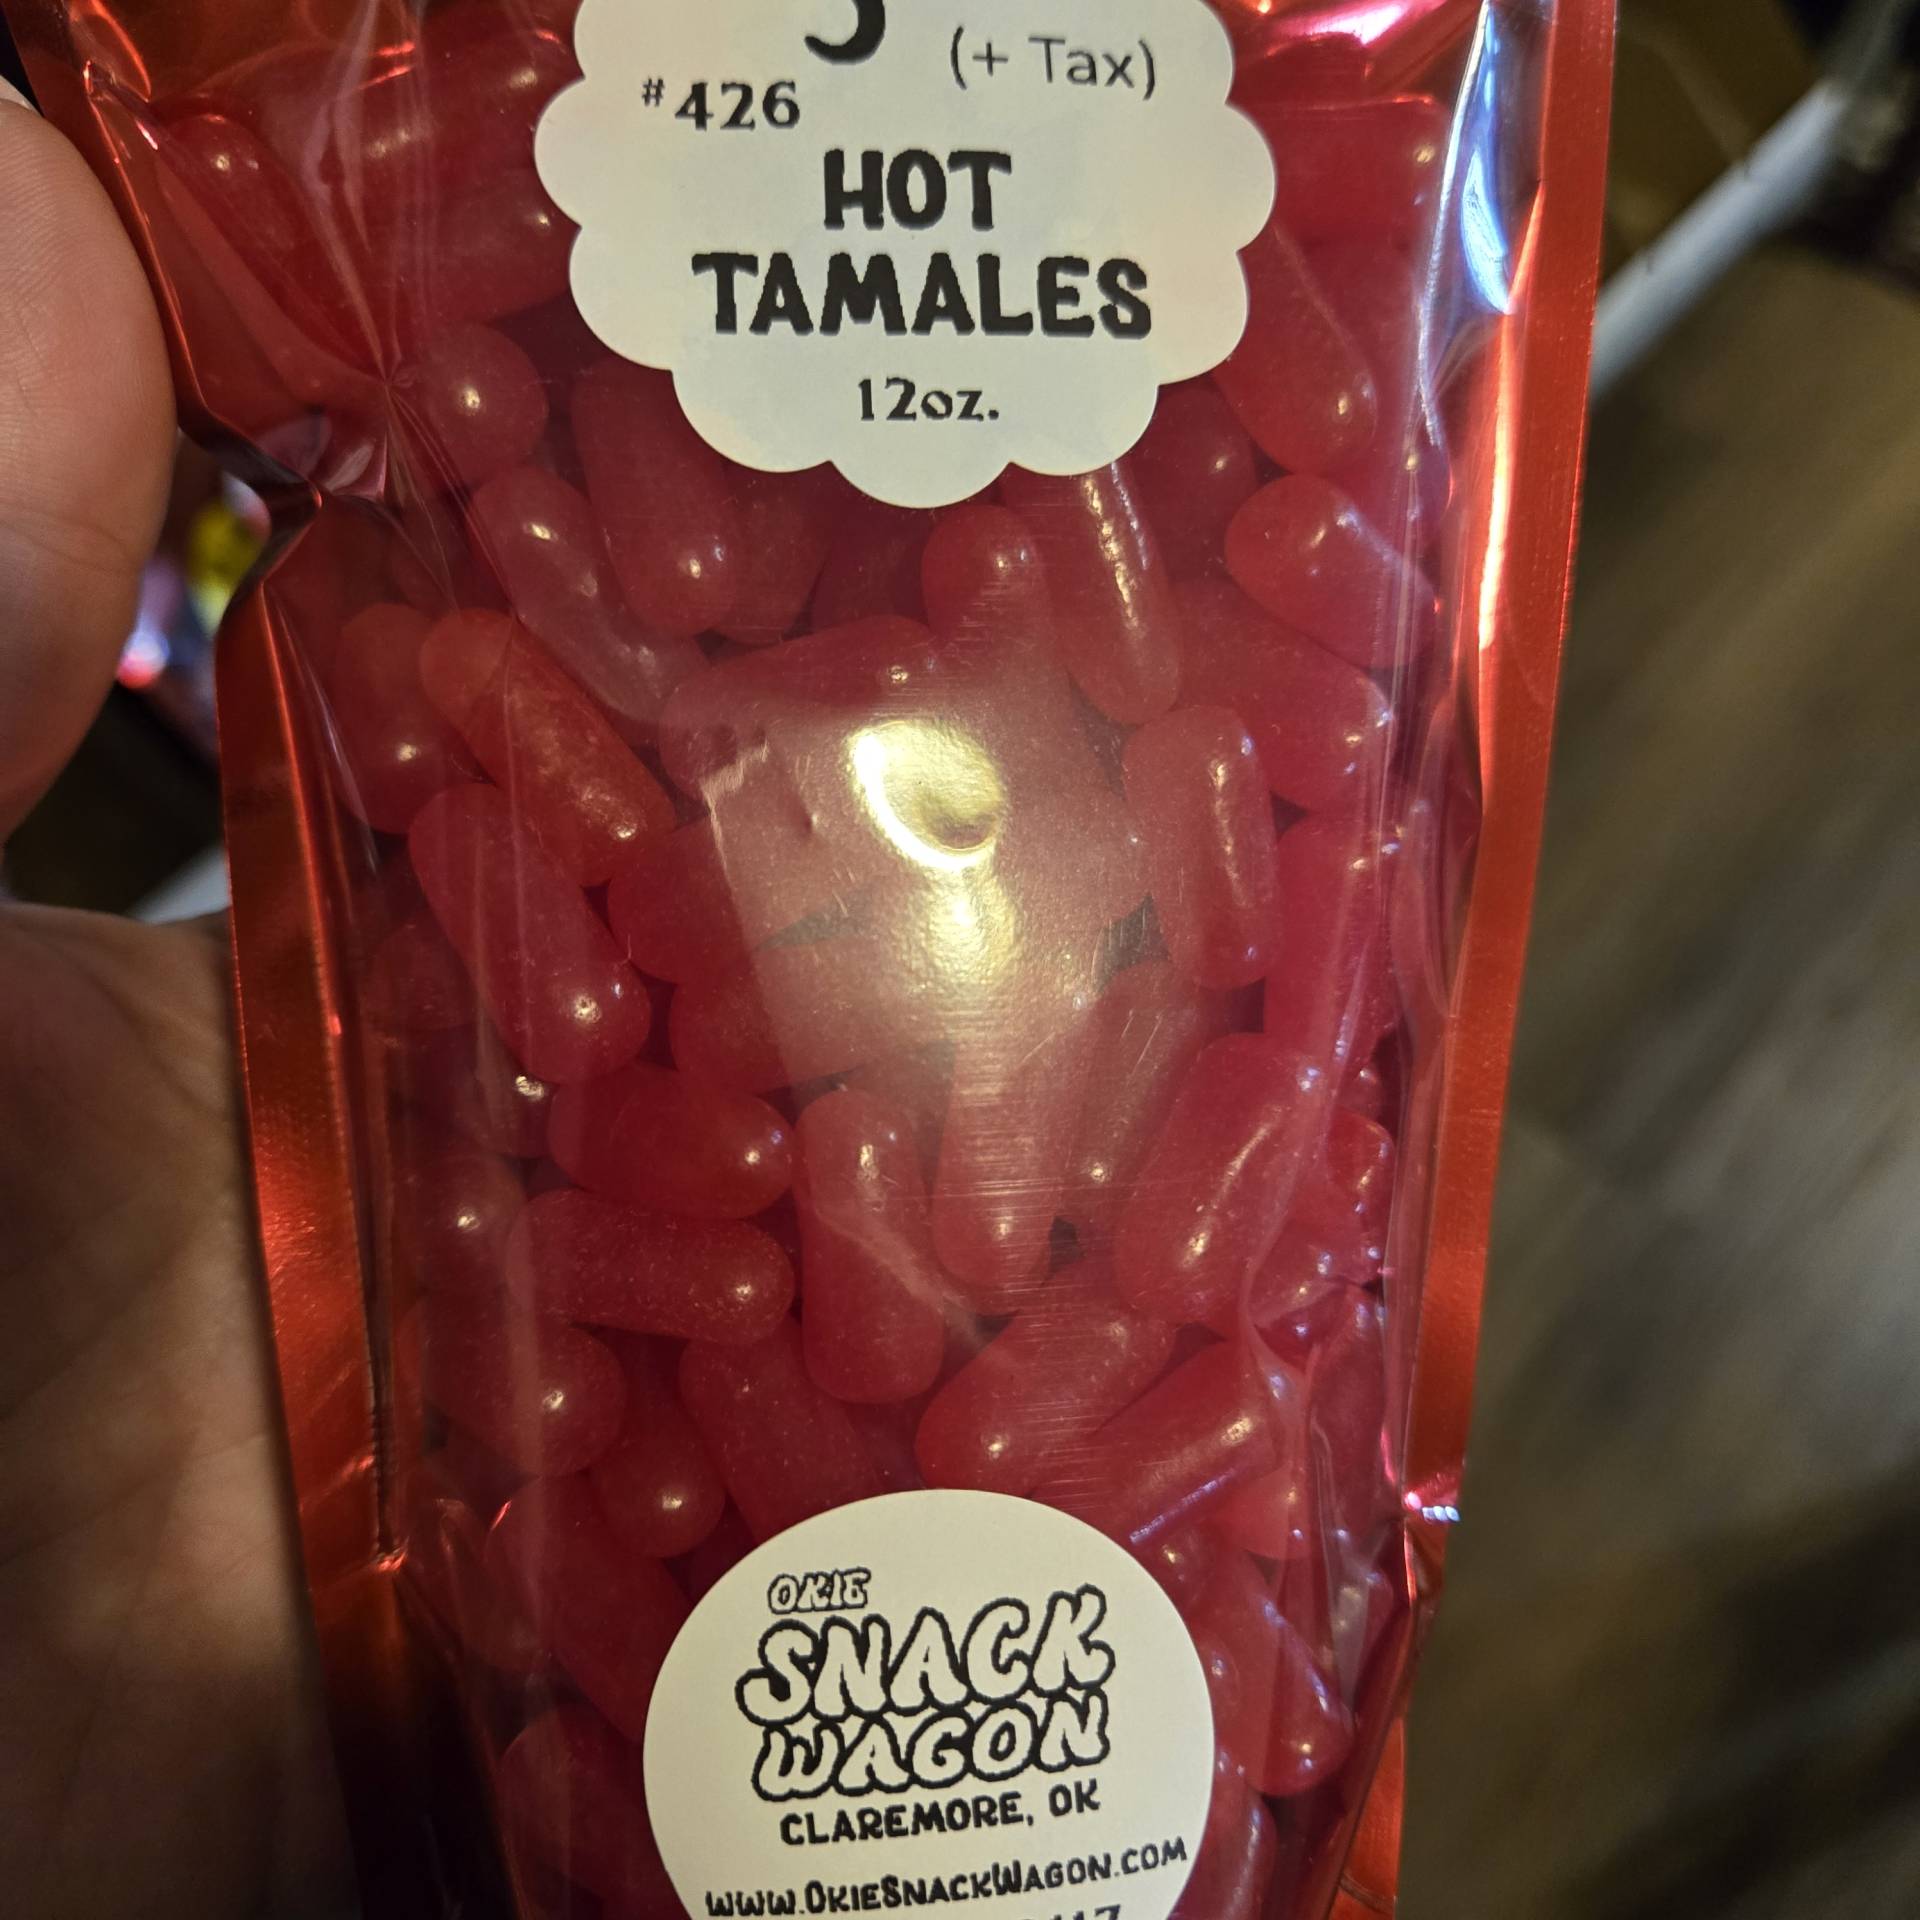 (+ Tax)
#426
HOT
TAMALES
12oz.
OKIE
SNACK
WAGON
CLAREMORE, OK
WWW.OKIESNACKWAGON.COM